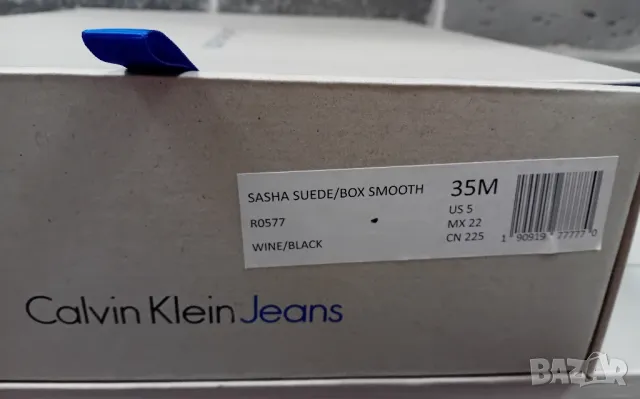 SASHA SUEDE/BOX SMOOTH
R0577
WINE/BLACK
35M
US 5
MX 22
CN 225
1 90919 77777 0
Calvin Klein Jeans
BAZAR